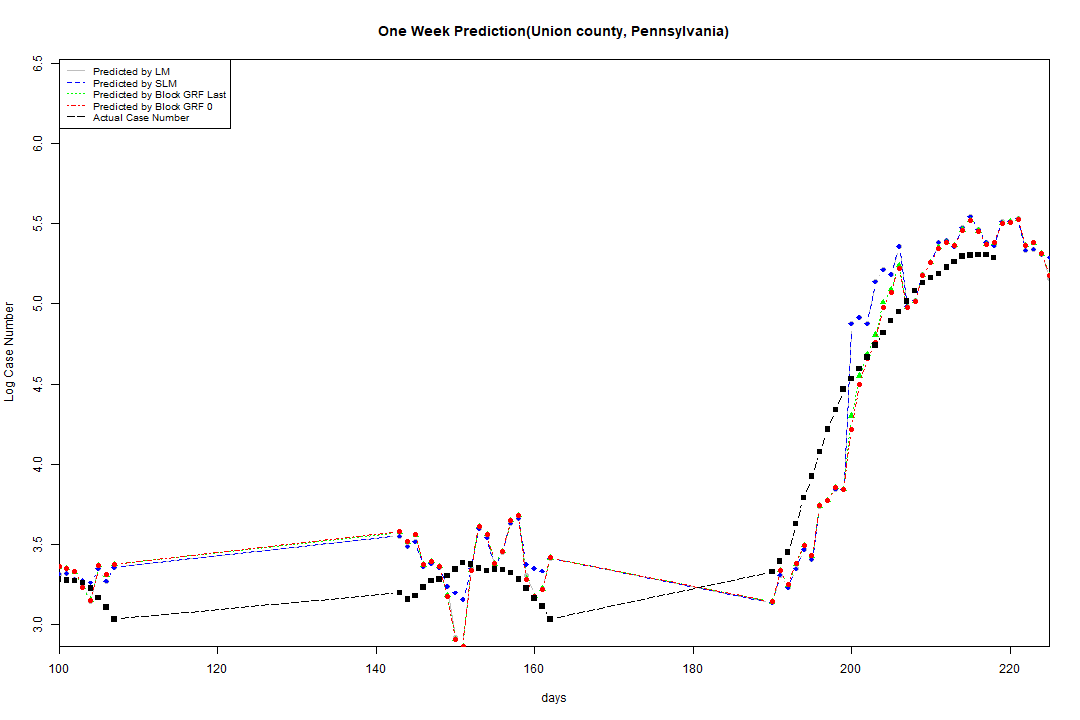 One Week Prediction(Union county, Pennsylvania)
Predicted by LM
Predicted by SLM
Predicted by Block GRF Last
Predicted by Block GRF 0
Actual Case Number
6.5
6.0
5.5
5.0
4.5
4.0
3.5
3.0
Log Case Number
100 120 140 160 180 200 220
days